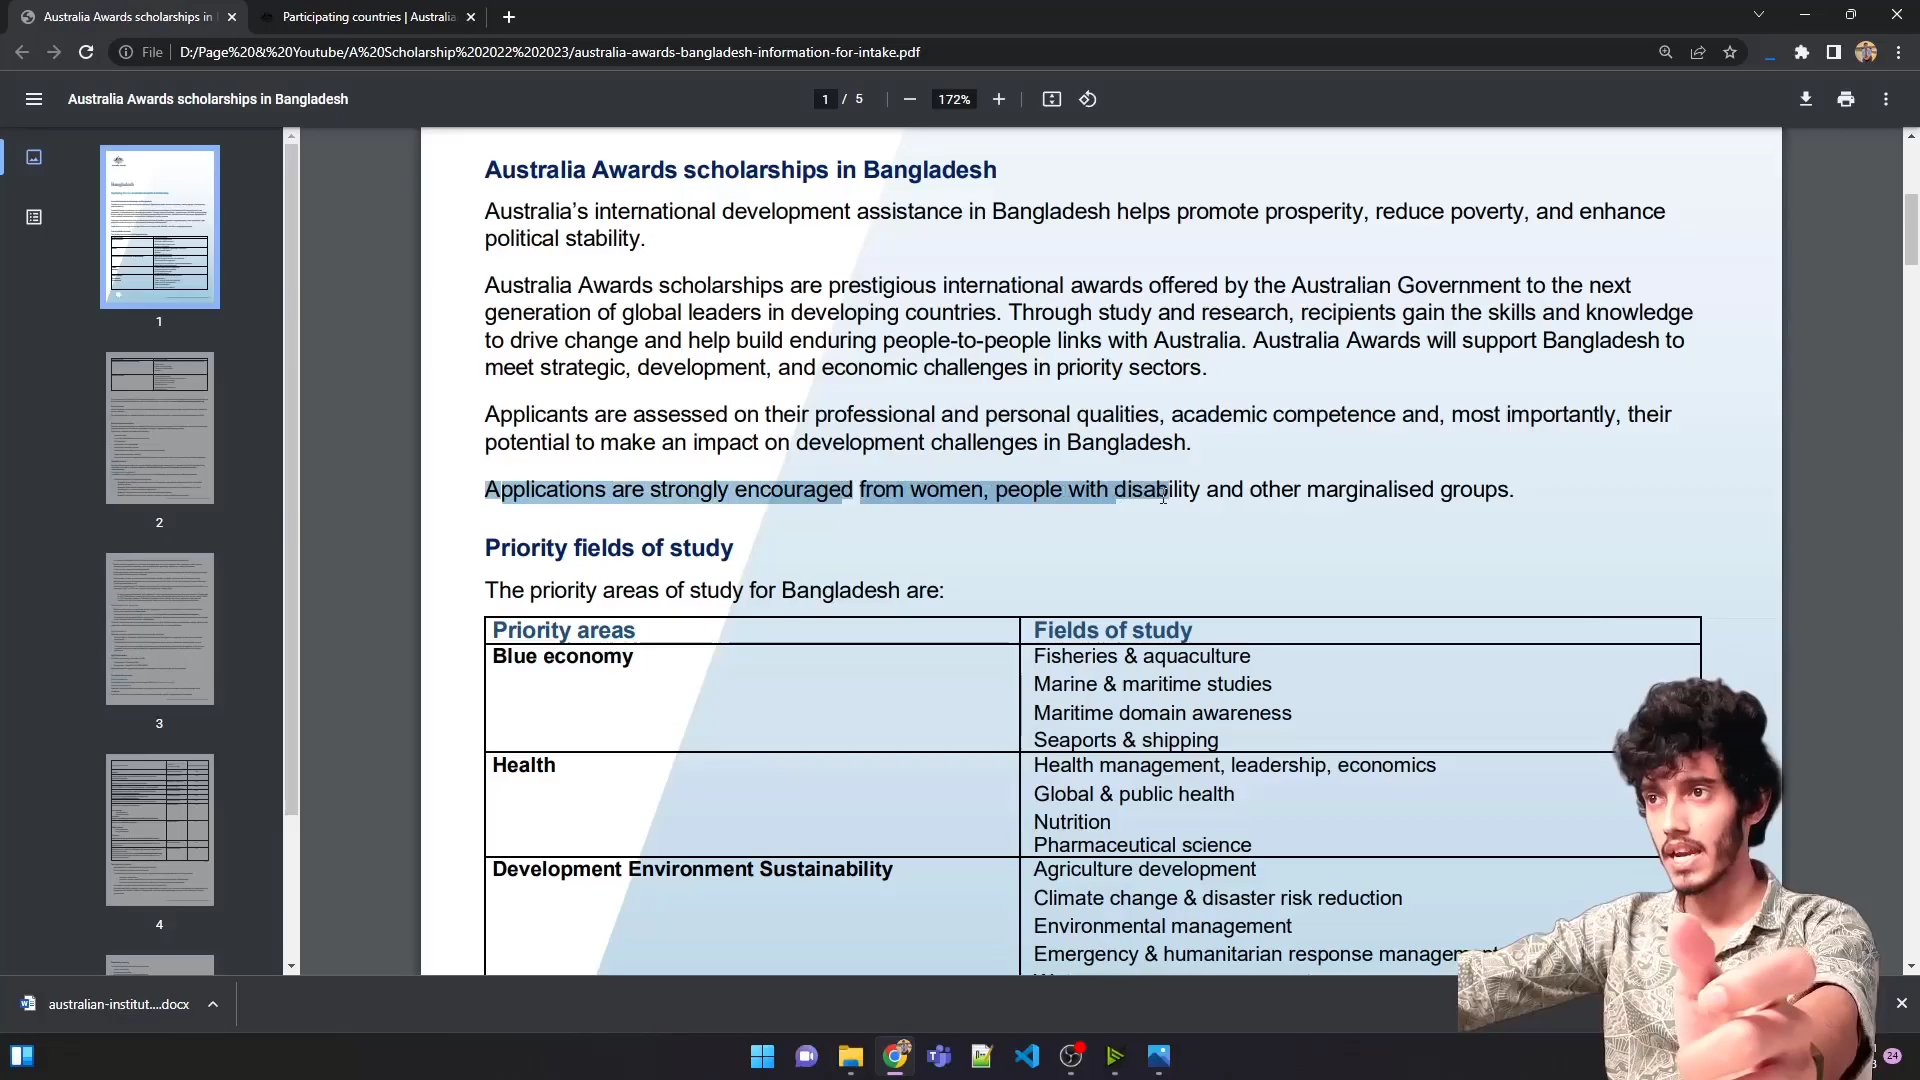 Australia Awards scholarships in
Participating countries | Australia
File
D:/Page%20&%20Youtube/A%20Scholarship%202022%202023/australia-awards-bangladesh-information-for-intake.pdf
Australia Awards scholarships in Bangladesh
1 / 5
172%
Australia Awards scholarships in Bangladesh
Australia’s international development assistance in Bangladesh helps promote prosperity, reduce poverty, and enhance
political stability.
Australia Awards scholarships are prestigious international awards offered by the Australian Government to the next
generation of global leaders in developing countries. Through study and research, recipients gain the skills and knowledge
to drive change and help build enduring people-to-people links with Australia. Australia Awards will support Bangladesh to
meet strategic, development, and economic challenges in priority sectors.
Applicants are assessed on their professional and personal qualities, academic competence and, most importantly, their
potential to make an impact on development challenges in Bangladesh.
Applications are strongly encouraged from women, people with disability and other marginalised groups.
Priority fields of study
The priority areas of study for Bangladesh are:
Priority areas
Fields of study
Blue economy
Fisheries & aquaculture
Marine & maritime studies
Maritime domain awareness
Seaports & shipping
Health
Health management, leadership, economics
Global & public health
Nutrition
Pharmaceutical science
Development Environment Sustainability
Agriculture development
Climate change & disaster risk reduction
Environmental management
Emergency & humanitarian response
1
2
3
4
australian-institut....docx
24